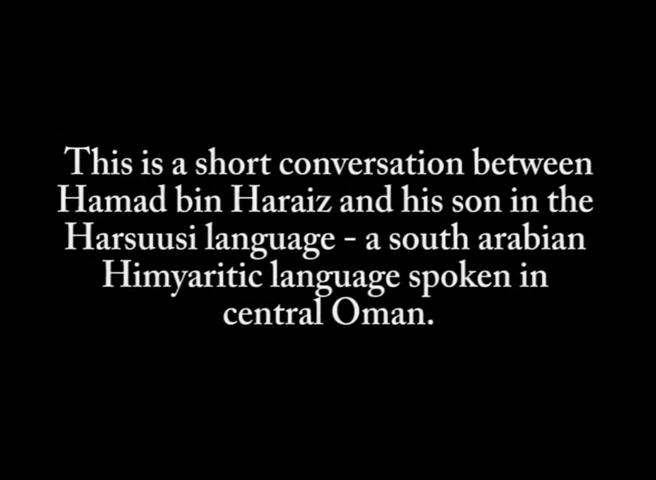 This is a short conversation between
Hamad bin Haraiz and his son in the
Harsuusi language - a south arabian
Himyaritic language spoken in
central Oman.